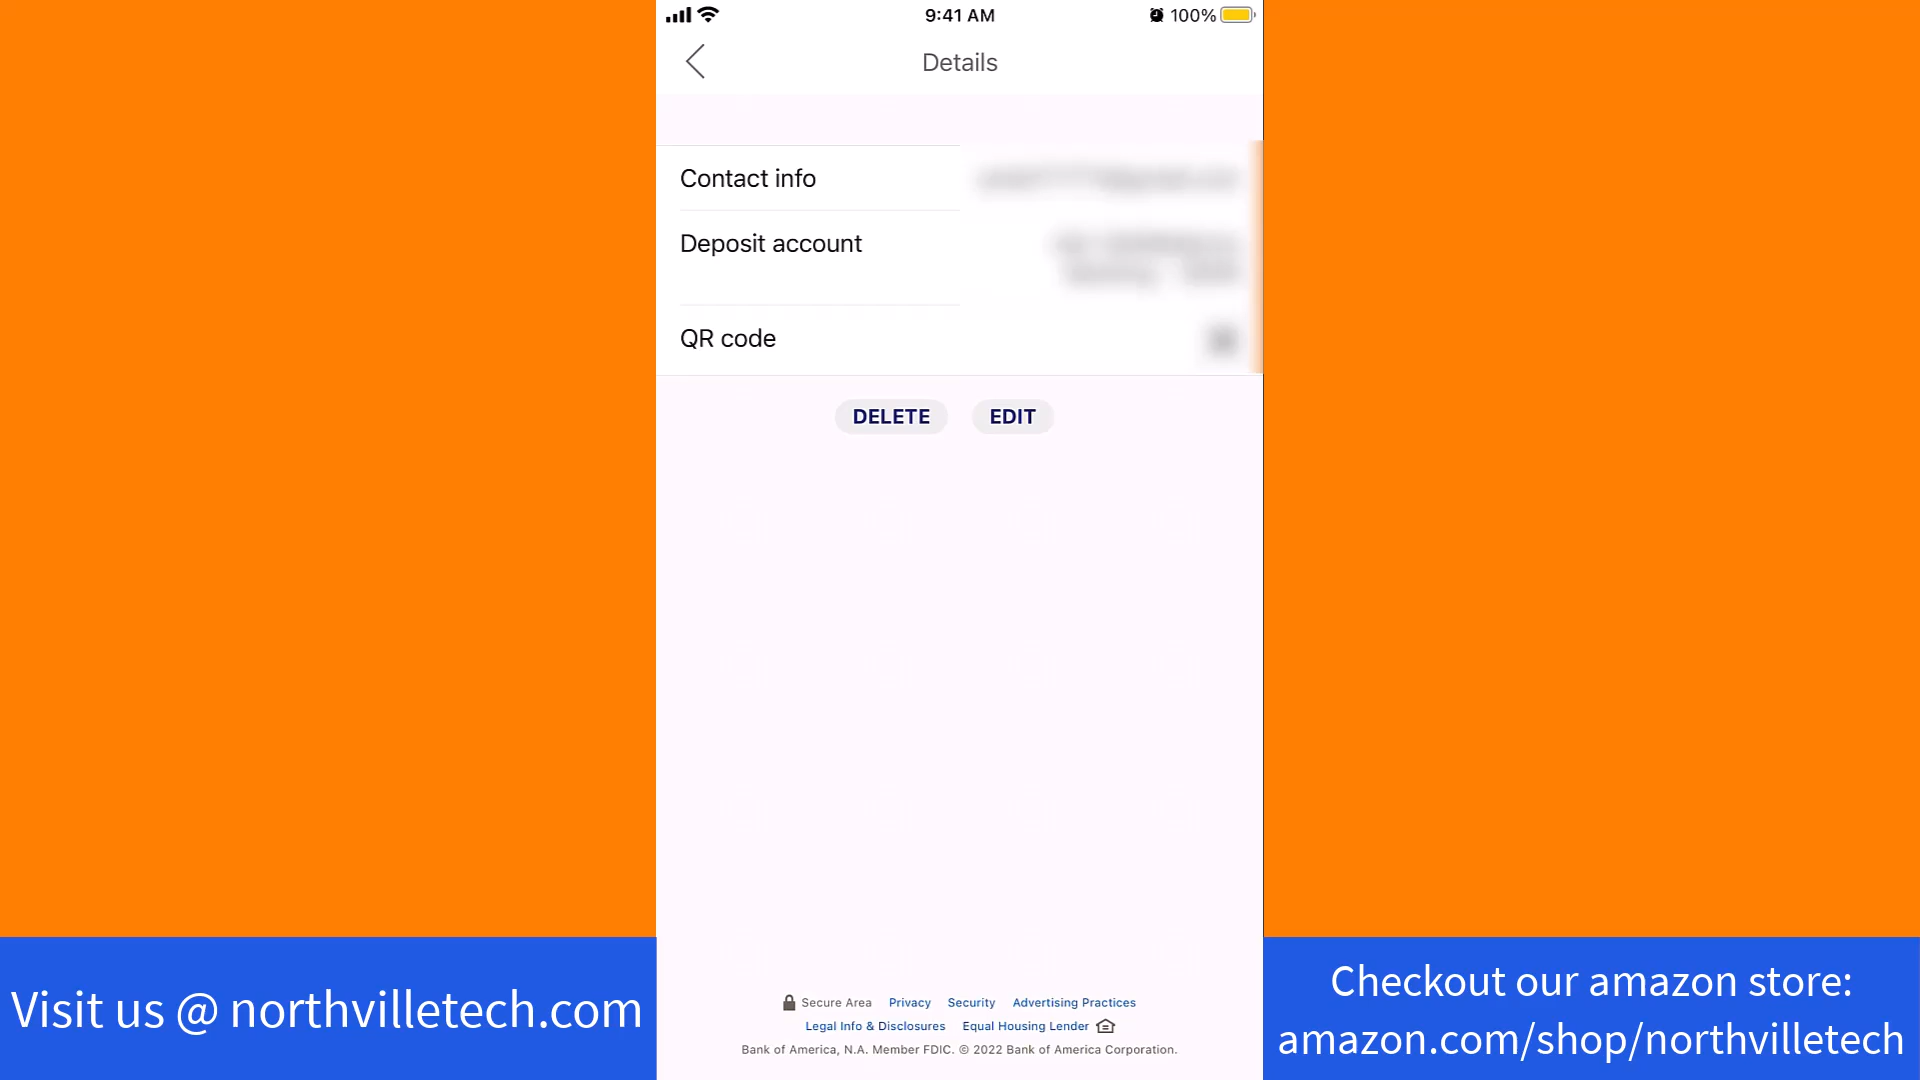 9:41 AM
100%
Details
Contact info
Deposit account
QR code
DELETE
EDIT
Secure Area Privacy Security Advertising Practices
Legal Info & Disclosures Equal Housing Lender
Bank of America, N.A. Member FDIC. © 2022 Bank of America Corporation.
Visit us @ northvilletech.com
Checkout our amazon store:
amazon.com/shop/northvilletech